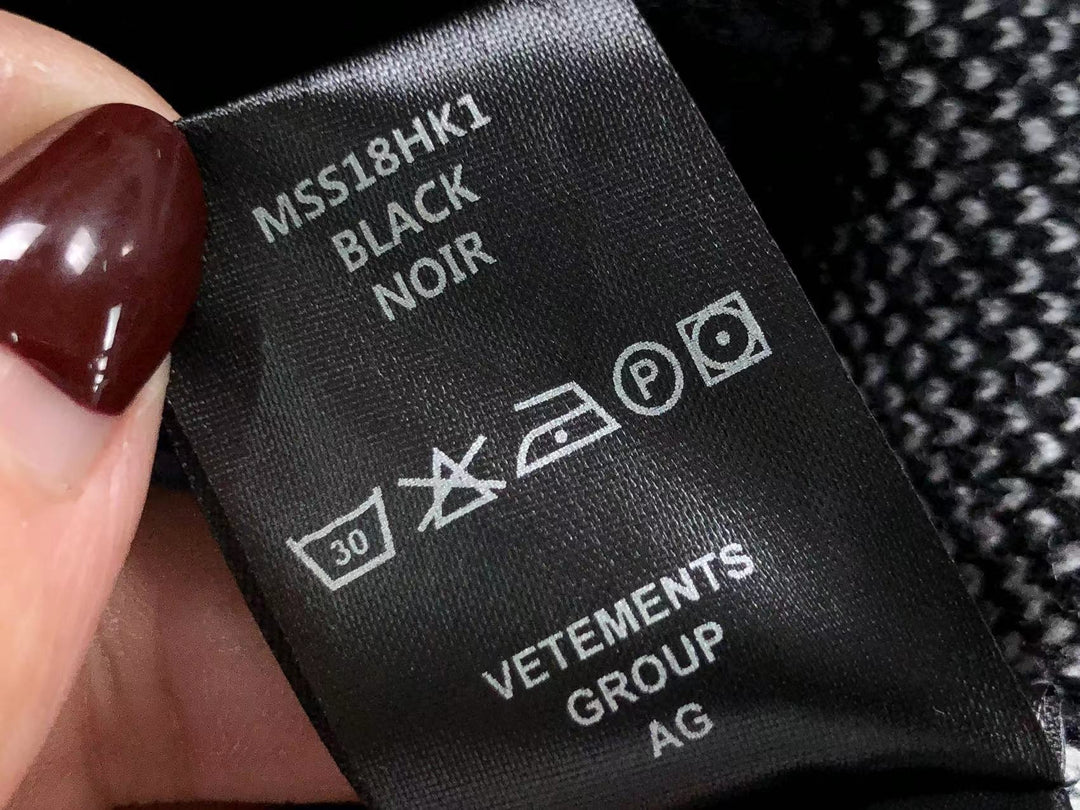 MSS18HK1
BLACK
NOIR
30
P
VETEMENTS
GROUP
AG